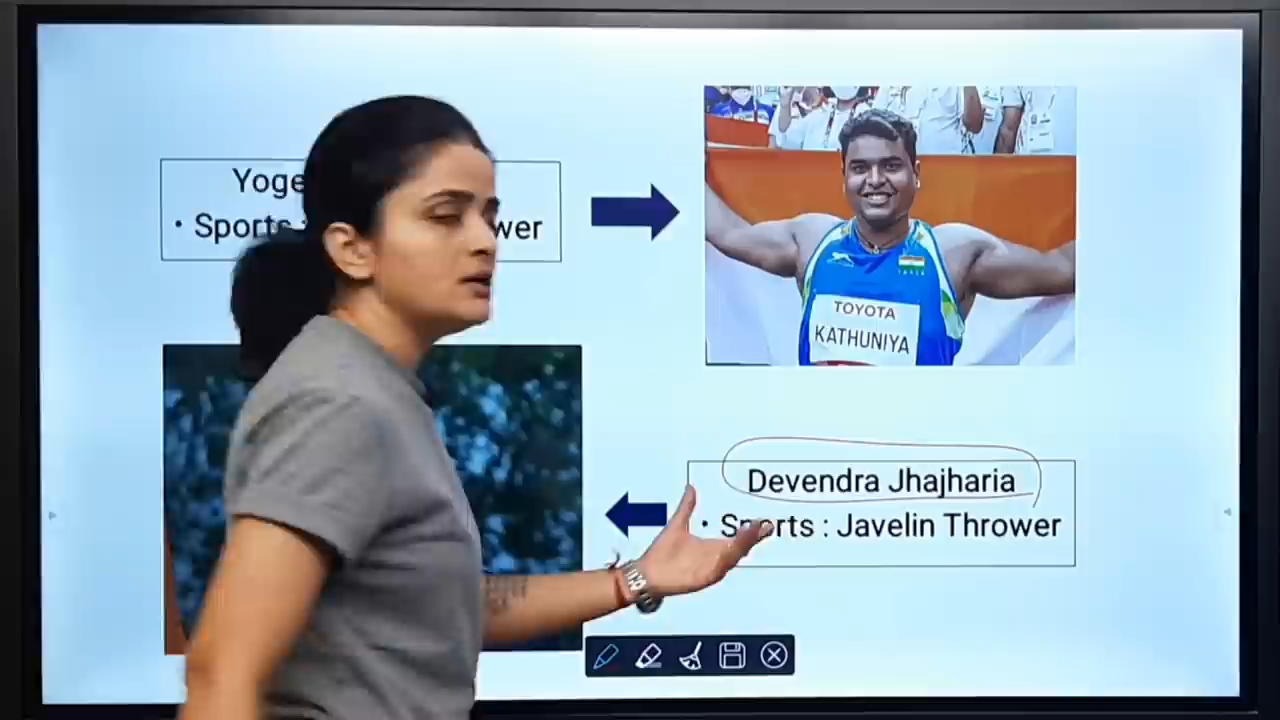 Yoge
• Sports : wer
TOYOTA
KATHUNIYA
Devendra Jhajharia
• Sports : Javelin Thrower